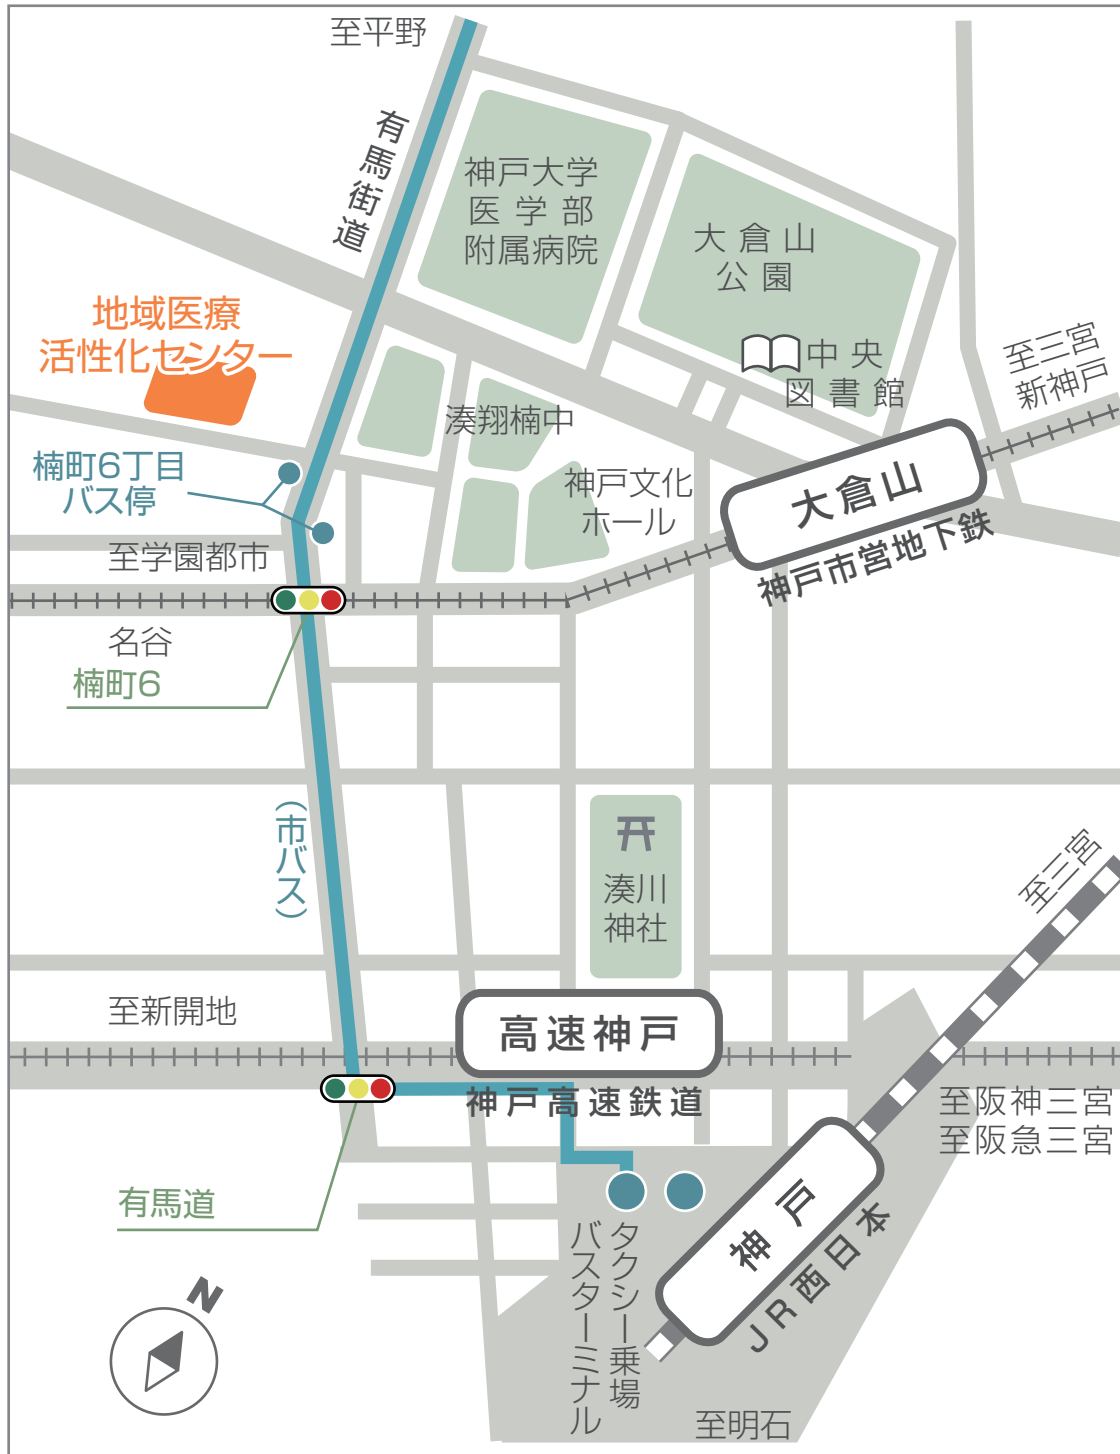 至平野
有馬街道
神戸大学
医学部
附属病院
大倉山
公園
中央
図書館
至三宮
新神戸
地域医療
活性化センター
湊翔楠中
神戸文化
ホール
大倉山
神戸市営地下鉄
楠町6丁目
バス停
至学園都市
名谷
楠町6
(市バス)
湊川
神社
至三宮
至新開地
高速神戸
神戸高速鉄道
至阪神三宮
至阪急三宮
有馬道
神戸
JR西日本
タクシー乗場
バスターミナル
至明石
N